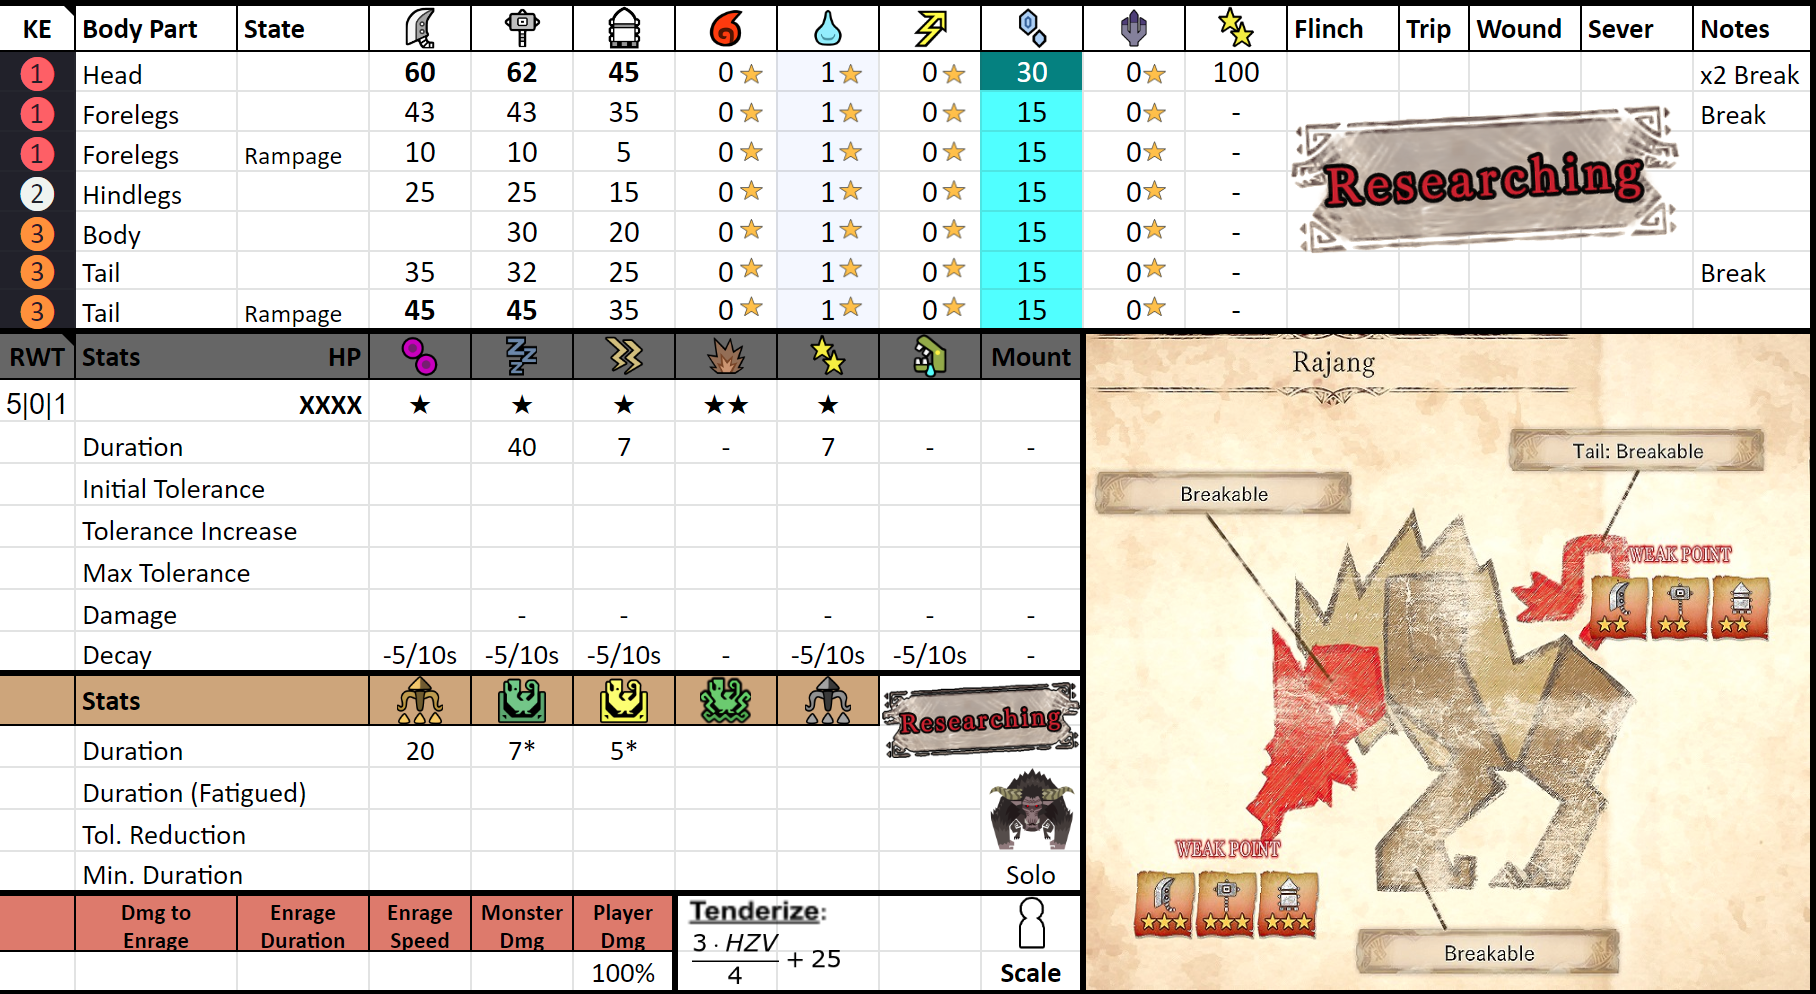 KE Body Part State Flinch Trip Wound Sever Notes
1 Head 60 62 45 0 1 0 30 0 100 x2 Break
1 Forelegs 43 43 35 0 1 0 15 0 - Break
1 Forelegs Rampage 10 10 5 0 1 0 15 0 -
2 Hindlegs 25 25 15 0 1 0 15 0 -
3 Body 30 20 0 1 0 15 0 -
3 Tail 35 32 25 0 1 0 15 0 - Break
3 Tail Rampage 45 45 35 0 1 0 15 0 -
Researching
RWT Stats HP Mount
5|0|1 XXXX ★ ★ ★ ★★ ★
Duration 40 7 - 7 - -
Initial Tolerance
Tolerance Increase
Max Tolerance
Damage - - - - -
Decay -5/10s -5/10s -5/10s - -5/10s -5/10s -
Stats
Researching
Duration 20 7* 5*
Duration (Fatigued)
Tol. Reduction
Min. Duration Solo
Dmg to Enrage Enrage Duration Enrage Speed Monster Dmg Player Dmg
100%
Tenderize:
3 · HZV
4
+ 25
Scale
Rajang
Tail: Breakable
Breakable
WEAK POINT
WEAK POINT
Breakable